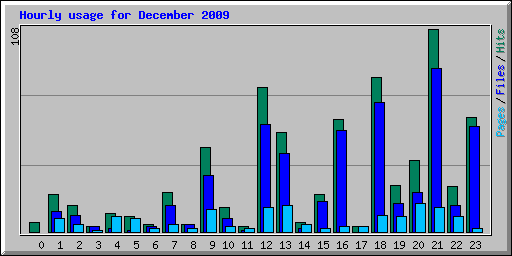 Hourly usage for December 2009
108
Pages/Files/Hits
0 1 2 3 4 5 6 7 8 9 10 11 12 13 14 15 16 17 18 19 20 21 22 23